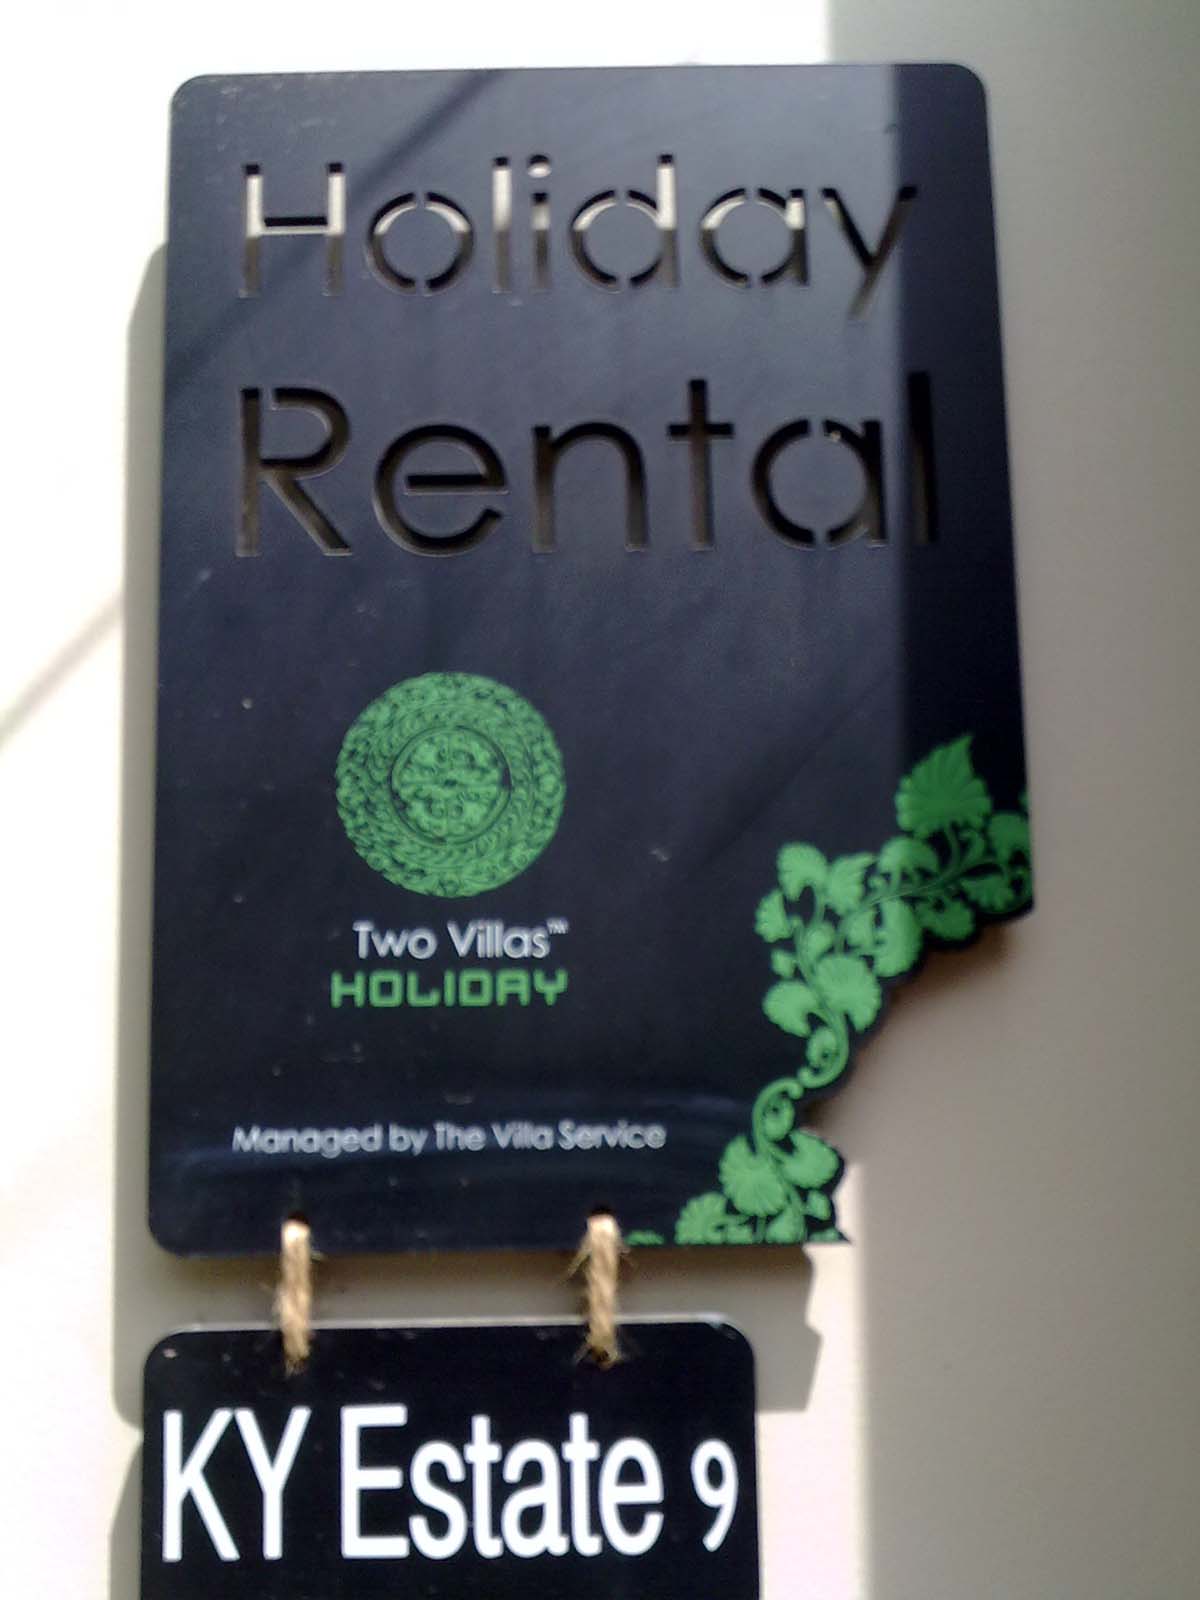 Holiday
Rental
Two Villas™
HOLIDAY
Managed by The Villa Service
KY Estate 9